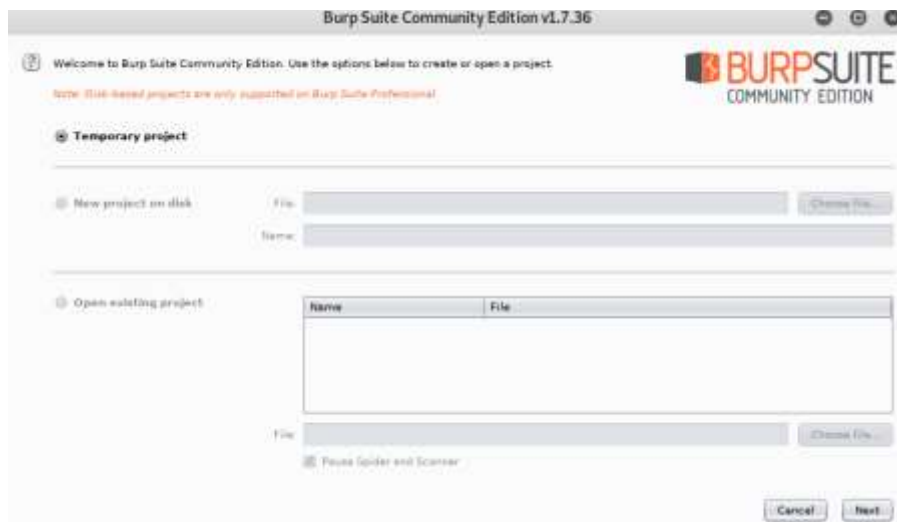 Burp Suite Community Edition v1.7.36
Welcome to Burp Suite Community Edition. Use the options below to create or open a project.
Note: Disk-based projects are only supported on Burp Suite Professional.
BURPSUITE
COMMUNITY EDITION
Temporary project
New project on disk
File:
Choose file...
Name:
Open existing project
Name
File
File:
Choose file...
Pause Spider and Scanner
Cancel
Next